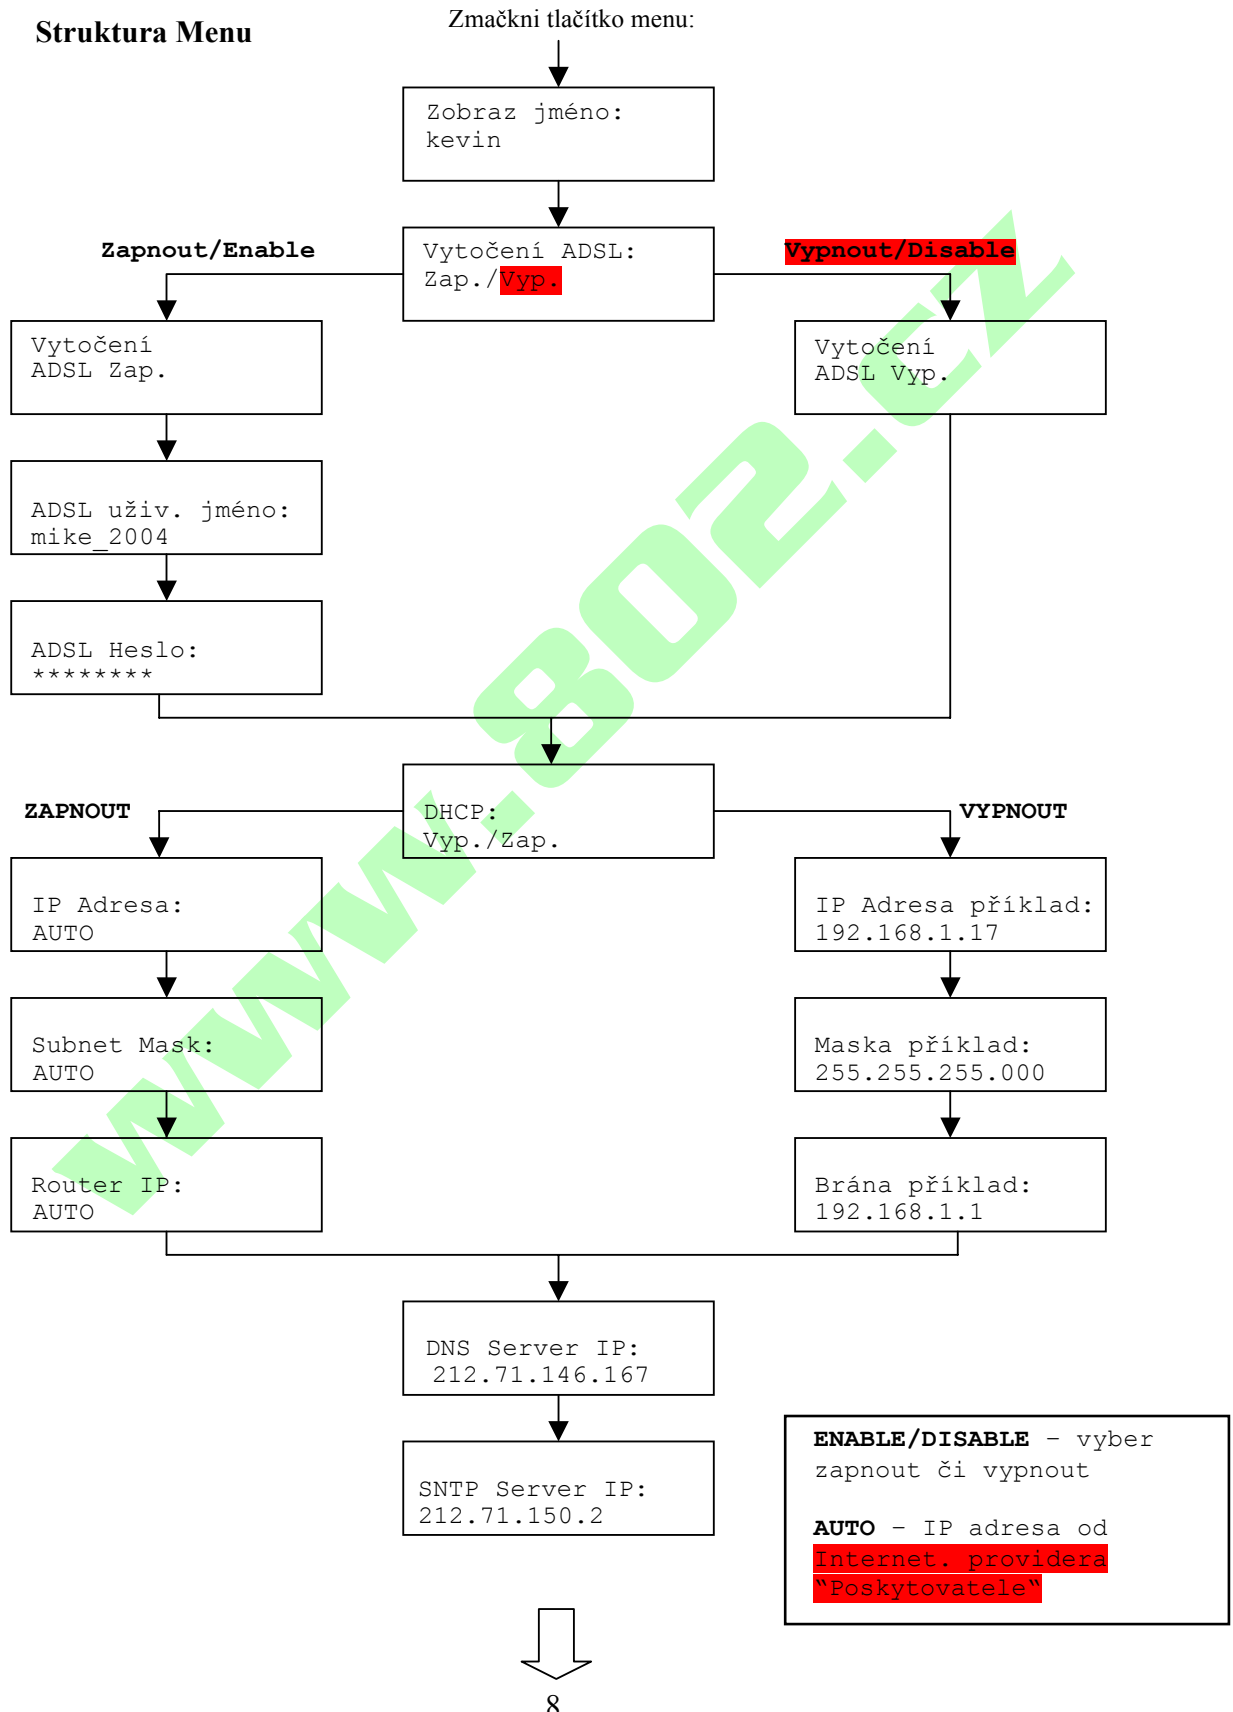 Struktura Menu
Zmačkni tlačítko menu:
Zobraz jméno:
kevin
Zapnout/Enable
Vytočení ADSL:
Zap./Vyp.
Vypnout/Disable
Vytočení
ADSL Zap.
Vytočení
ADSL Vyp.
ADSL uživ. jméno:
mike_2004
ADSL Heslo:
********
ZAPNOUT
DHCP:
Vyp./Zap.
VYPNOUT
IP Adresa:
AUTO
IP Adresa příklad:
192.168.1.17
Subnet Mask:
AUTO
Maska příklad:
255.255.255.000
Router IP:
AUTO
Brána příklad:
192.168.1.1
DNS Server IP:
212.71.146.167
SNTP Server IP:
212.71.150.2
ENABLE/DISABLE – vyber
zapnout či vypnout
AUTO – IP adresa od
Internet. providera
“Poskytovatele“
8
www.802.cz